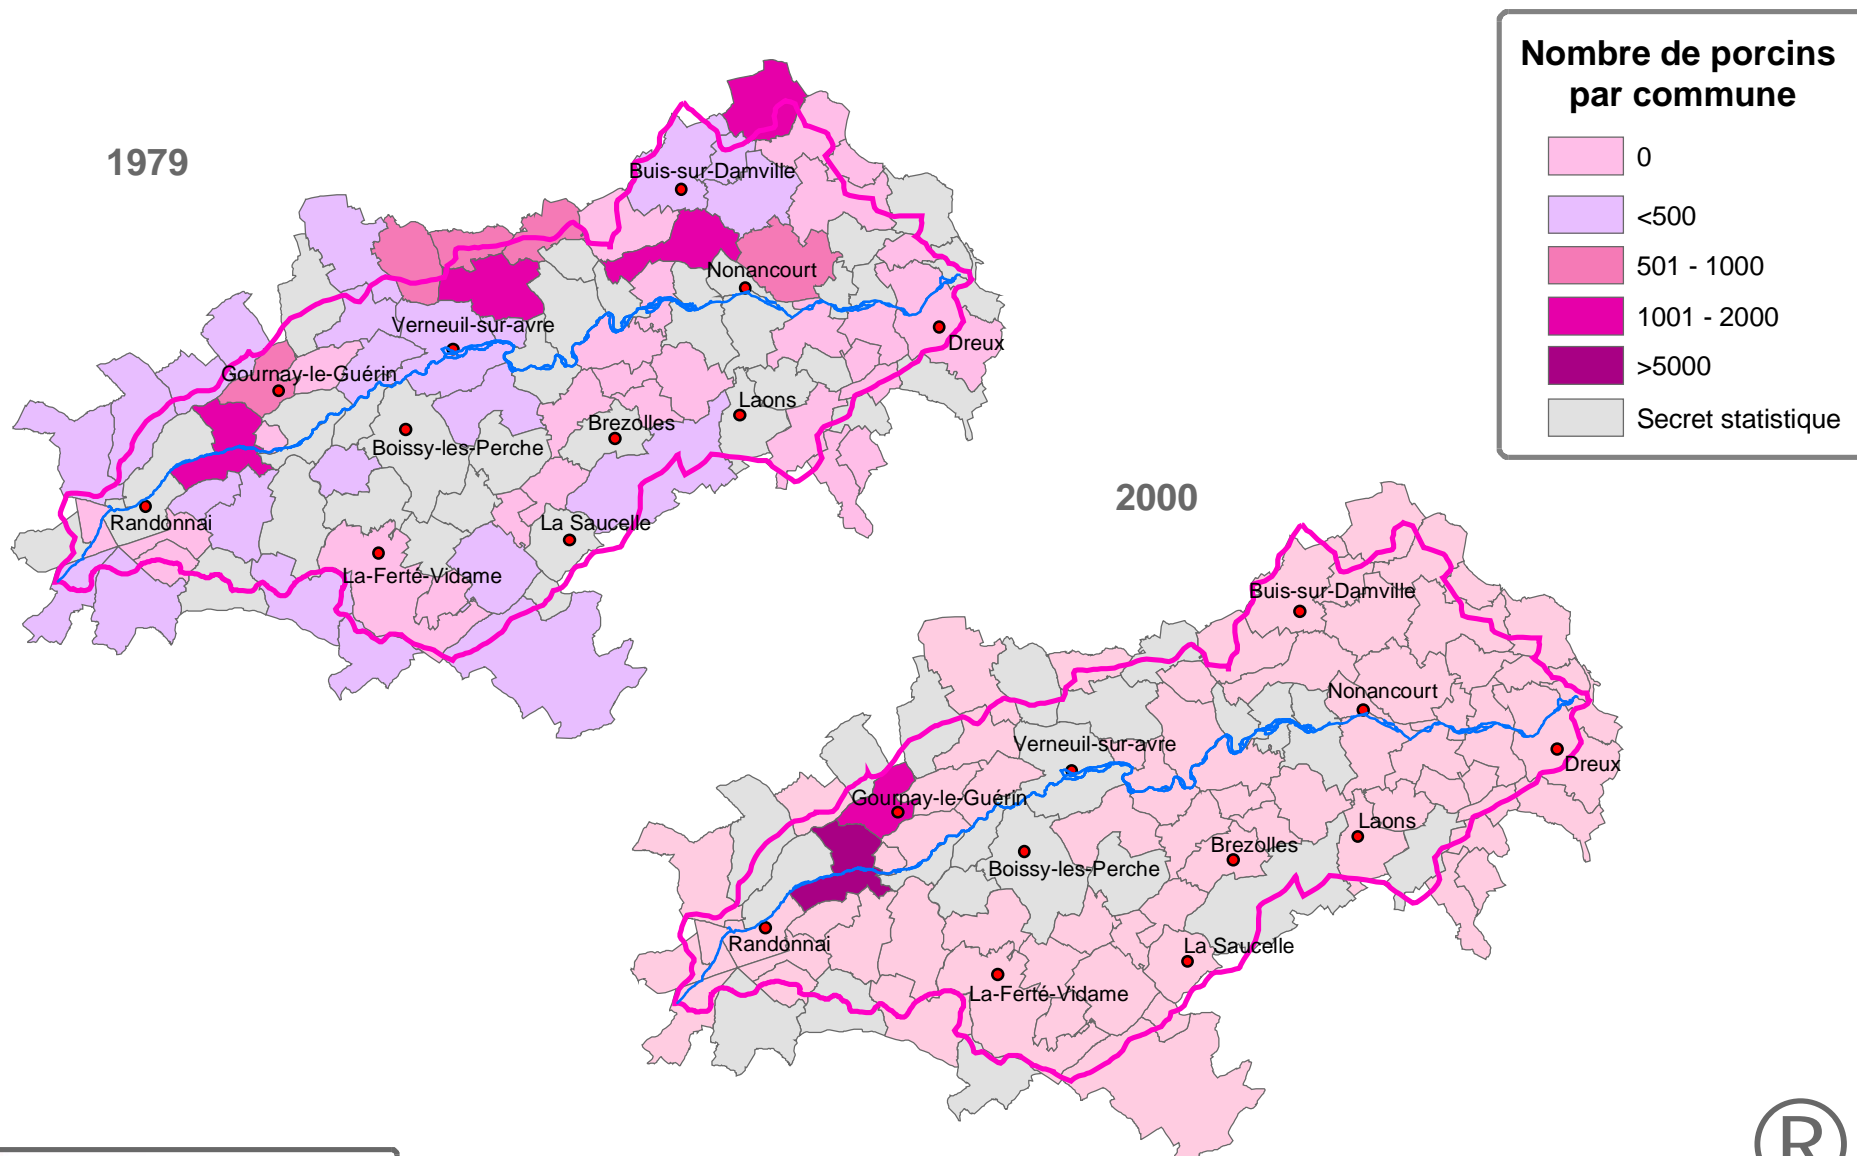 Nombre de porcins
par commune
0
<500
501 - 1000
1001 - 2000
>5000
Secret statistique
1979
Buis-sur-Damville
Nonancourt
Verneuil-sur-avre
Dreux
Gournay-le-Guérin
Laons
Brezolles
Boissy-les-Perche
Randonnai
La Saucelle
La-Ferté-Vidame
2000
Buis-sur-Damville
Nonancourt
Verneuil-sur-avre
Dreux
Gournay-le-Guérin
Laons
Brezolles
Boissy-les-Perche
Randonnai
La Saucelle
La-Ferté-Vidame
®